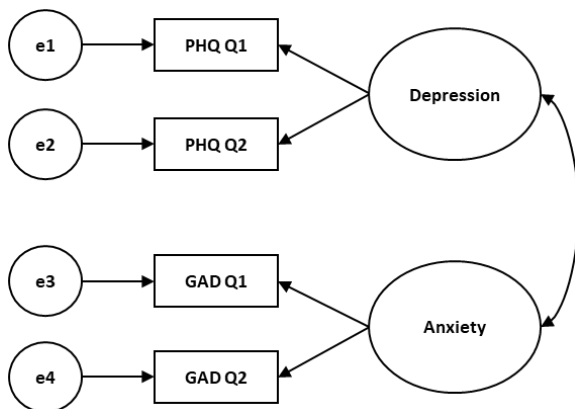 e1
PHQ Q1
Depression
e2
PHQ Q2
e3
GAD Q1
Anxiety
e4
GAD Q2